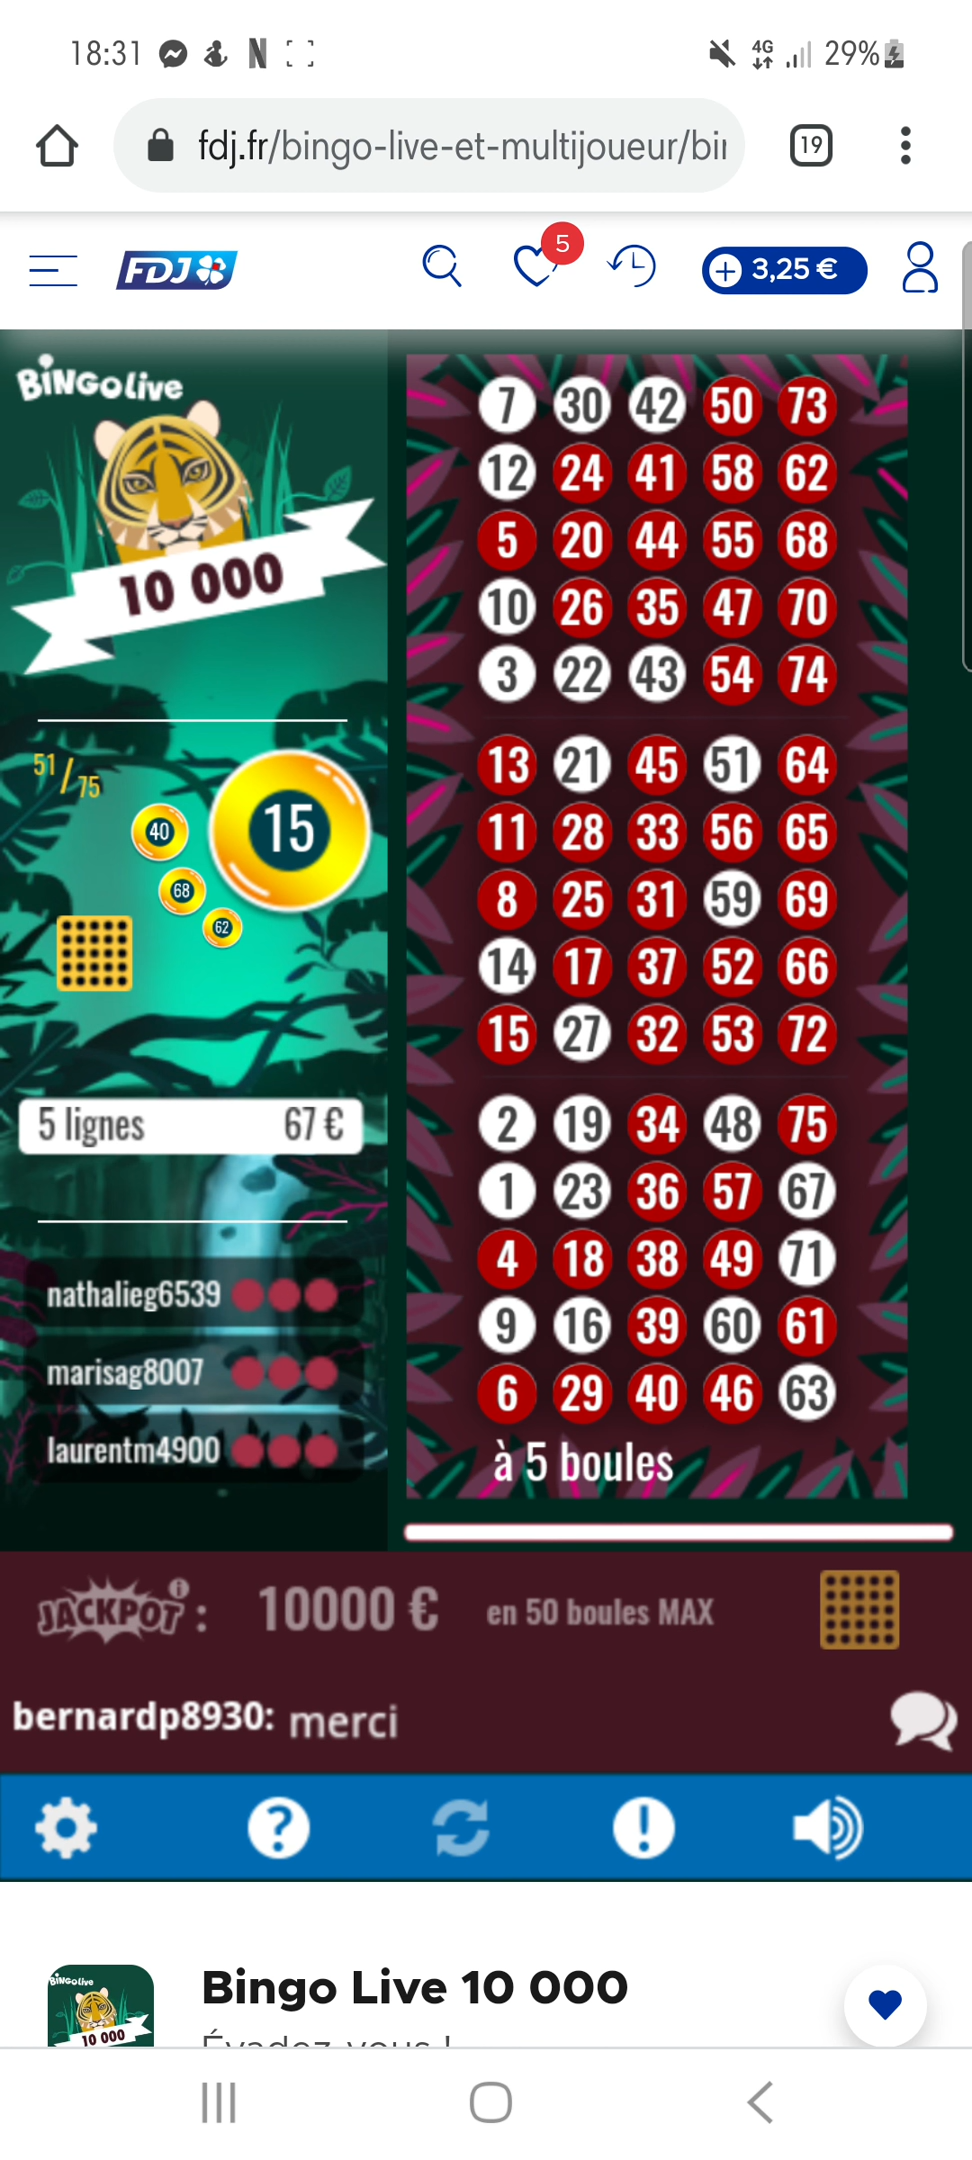 18:31 N 4G 29%
fdj.fr/bingo-live-et-multijoueur/bir 19
FDJ 5 3,25 €
BiNGOLive
10 000
51/75
40 15
68
62
5 lignes 67 €
nathalieg6539
marisag8007
laurentm4900
7 30 42 50 73
12 24 41 58 62
5 20 44 55 68
10 26 35 47 70
3 22 43 54 74
13 21 45 51 64
11 28 33 56 65
8 25 31 59 69
14 17 37 52 66
15 27 32 53 72
2 19 34 48 75
1 23 36 57 67
4 18 38 49 71
9 16 39 60 61
6 29 40 46 63
à 5 boules
JACKPOT i : 10000 € en 50 boules MAX
bernardp8930: merci
? !
BiNGOLive
10 000
Bingo Live 10 000
Évadez-vous !